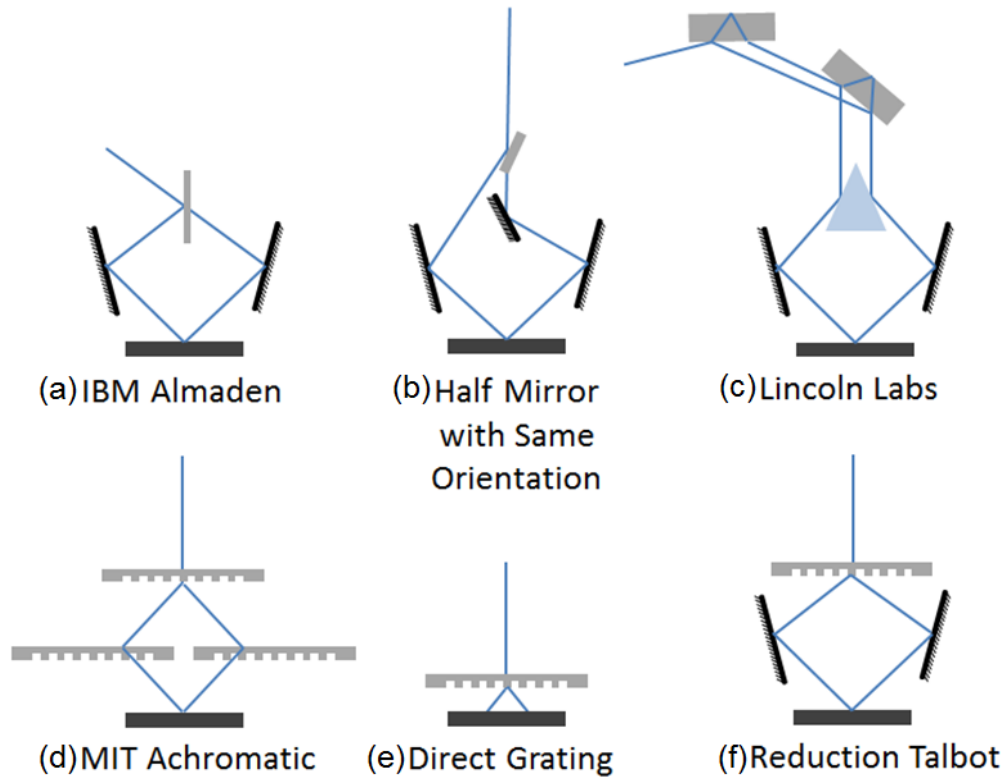 (a) IBM Almaden
(b) Half Mirror
with Same
Orientation
(c) Lincoln Labs
(d) MIT Achromatic
(e) Direct Grating
(f) Reduction Talbot